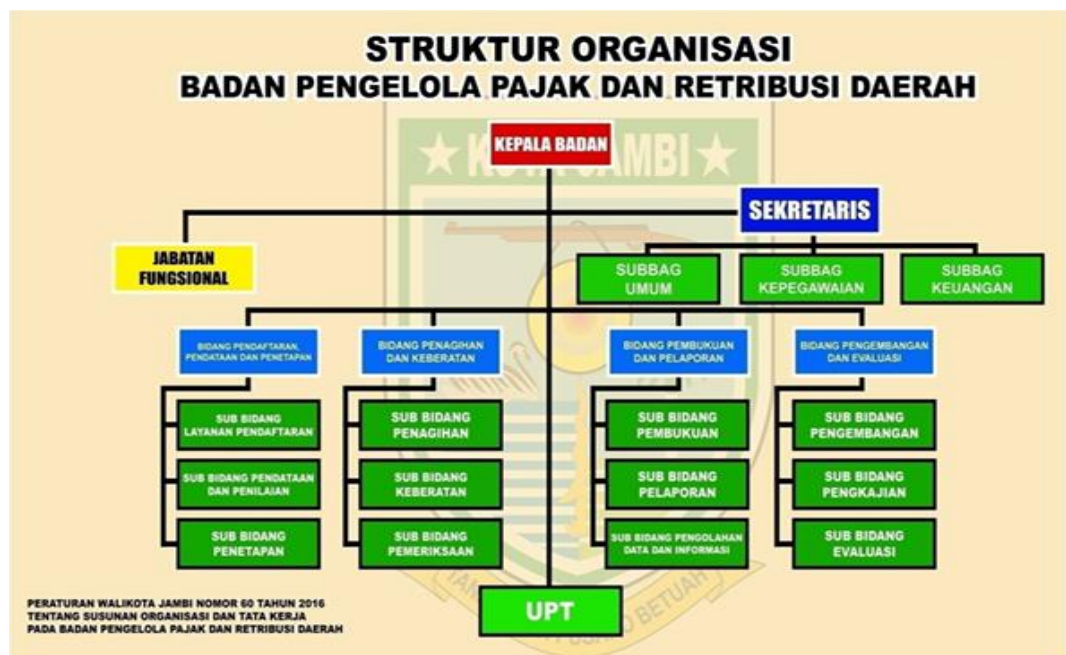 STRUKTUR ORGANISASI
BADAN PENGELOLA PAJAK DAN RETRIBUSI DAERAH
KEPALA BADAN
KOTA JAMBI
SEKRETARIS
JABATAN
FUNGSIONAL
SUBBAG
UMUM
SUBBAG
KEPEGAWAIAN
SUBBAG
KEUANGAN
BIDANG PENDAFTARAN,
PENDATAAN DAN PENETAPAN
BIDANG PENAGIHAN
DAN KEBERATAN
BIDANG PEMBUKUAN
DAN PELAPORAN
BIDANG PENGEMBANGAN
DAN EVALUASI
SUB BIDANG
LAYANAN PENDAFTARAN
SUB BIDANG
PENAGIHAN
SUB BIDANG
PEMBUKUAN
SUB BIDANG
PENGEMBANGAN
SUB BIDANG PENDATAAN
DAN PENILAIAN
SUB BIDANG
KEBERATAN
SUB BIDANG
PELAPORAN
SUB BIDANG
PENGKAJIAN
SUB BIDANG
PENETAPAN
SUB BIDANG
PEMERIKSAAN
SUB BIDANG PENGOLAHAN
DATA DAN INFORMASI
SUB BIDANG
EVALUASI
UPT
BETUAH
PERATURAN WALIKOTA JAMBI NOMOR 60 TAHUN 2016
TENTANG SUSUNAN ORGANISASI DAN TATA KERJA
PADA BADAN PENGELOLA PAJAK DAN RETRIBUSI DAERAH